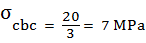 σcbc = 20/3 = 7 MPa